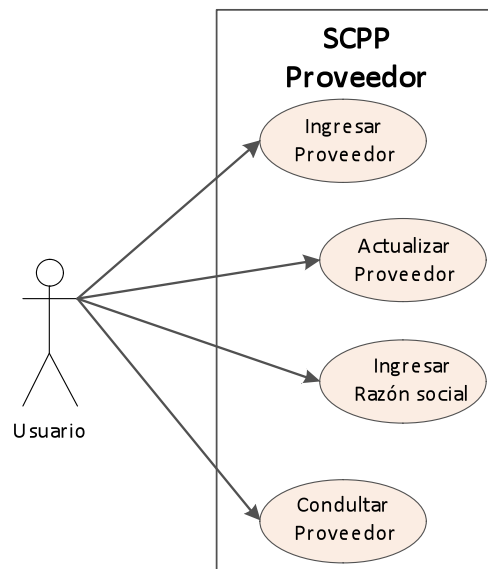 SCPP
Proveedor
Ingresar
Proveedor
Actualizar
Proveedor
Ingresar
Razón social
Usuario
Condultar
Proveedor